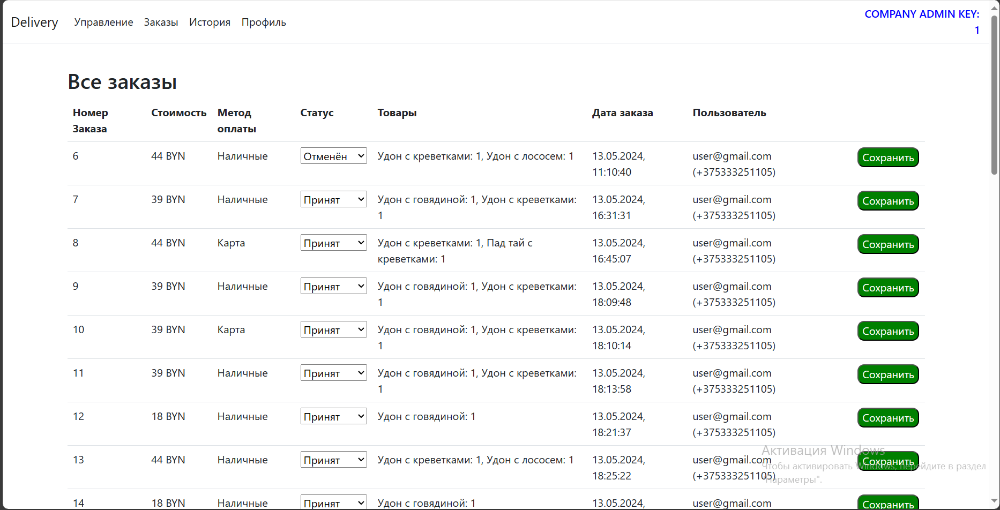 Delivery Управление Заказы История Профиль COMPANY ADMIN KEY:
1
Все заказы
Номер Стоимость Метод Статус Товары Дата заказа Пользователь
Заказа оплаты
6 44 BYN Наличные Отменён Удон с креветками: 1, Удон с лососем: 1 13.05.2024, user@gmail.com Сохранить
11:10:40 (+375333251105)
7 39 BYN Наличные Принят Удон с говядиной: 1, Удон с креветками: 13.05.2024, user@gmail.com Сохранить
1 16:31:31 (+375333251105)
8 44 BYN Карта Принят Удон с креветками: 1, Пад тай с 13.05.2024, user@gmail.com Сохранить
креветками: 1 16:45:07 (+375333251105)
9 39 BYN Наличные Принят Удон с говядиной: 1, Удон с креветками: 13.05.2024, user@gmail.com Сохранить
1 18:09:48 (+375333251105)
10 39 BYN Карта Принят Удон с говядиной: 1, Удон с креветками: 13.05.2024, user@gmail.com Сохранить
1 18:10:14 (+375333251105)
11 39 BYN Наличные Принят Удон с говядиной: 1, Удон с креветками: 13.05.2024, user@gmail.com Сохранить
1 18:13:58 (+375333251105)
12 18 BYN Наличные Принят Удон с говядиной: 1 13.05.2024, user@gmail.com Сохранить
18:21:37 (+375333251105)
13 44 BYN Наличные Принят Удон с креветками: 1, Удон с лососем: 1 13.05.2024, user@gmail.com Сохранить
18:25:22 (+375333251105)
14 18 BYN Наличные Принят Удон с говядиной: 1 13.05.2024, user@gmail.com Сохранить
Активация Windows
Чтобы активировать Windows, перейдите в раздел
"Параметры".